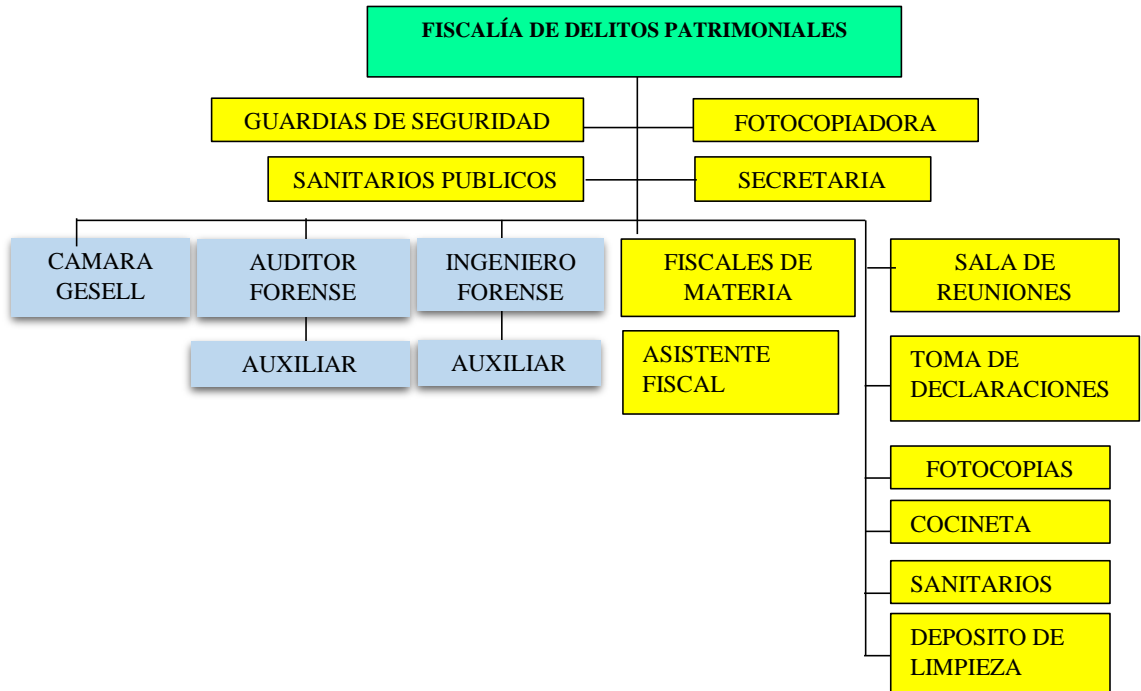 FISCALÍA DE DELITOS PATRIMONIALES
GUARDIAS DE SEGURIDAD
FOTOCOPIADORA
SANITARIOS PUBLICOS
SECRETARIA
CAMARA
GESELL
AUDITOR
FORENSE
INGENIERO
FORENSE
FISCALES DE
MATERIA
SALA DE
REUNIONES
AUXILIAR
AUXILIAR
ASISTENTE
FISCAL
TOMA DE
DECLARACIONES
FOTOCOPIAS
COCINETA
SANITARIOS
DEPOSITO DE
LIMPIEZA